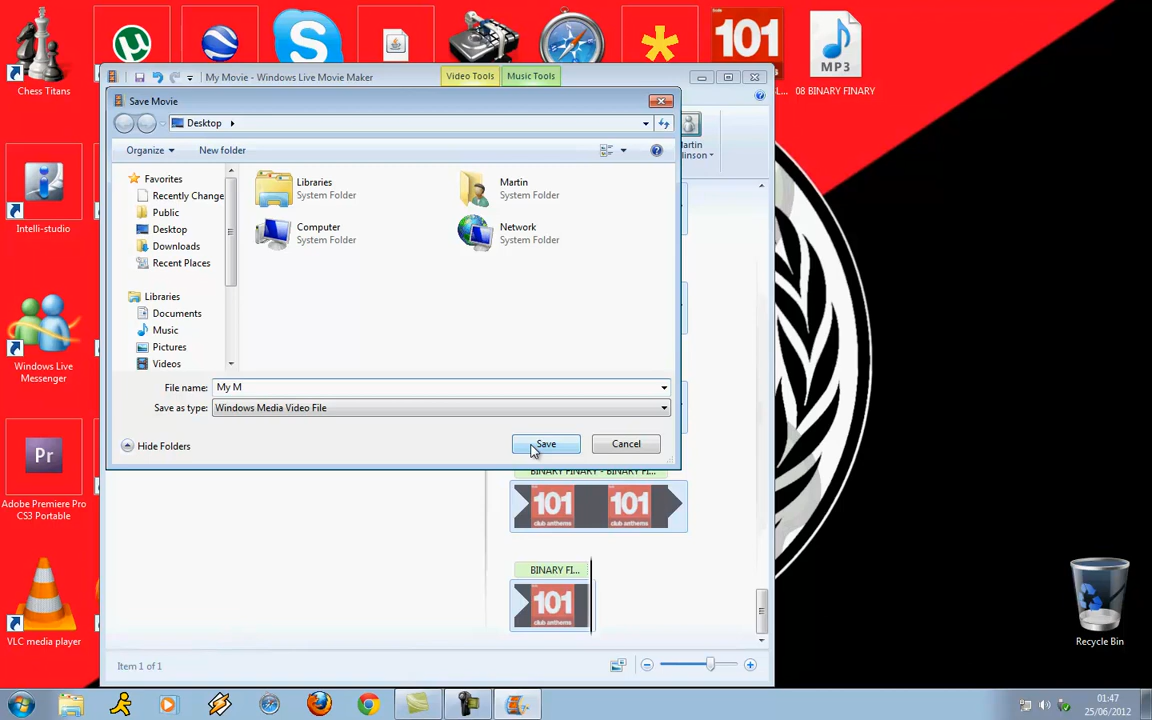 101
MP3
Chess Titans
CL...
08 BINARY FINARY
My Movie - Windows Live Movie Maker
Video Tools
Music Tools
Save Movie
Desktop
Organize
New folder
Favorites
Recently Change
Public
Desktop
Downloads
Recent Places
Libraries
Documents
Music
Pictures
Videos
Libraries
System Folder
Martin
System Folder
Computer
System Folder
Network
System Folder
File name:
My M
Save as type:
Windows Media Video File
Hide Folders
Save
Cancel
Intelli-studio
Windows Live
Messenger
Pr
Adobe Premiere Pro
CS3 Portable
VLC media player
BINARY FINARY - BINARY FI...
101
club anthems
101
club anthems
BINARY FI...
101
club anthems
Item 1 of 1
Recycle Bin
01:47
25/06/2012